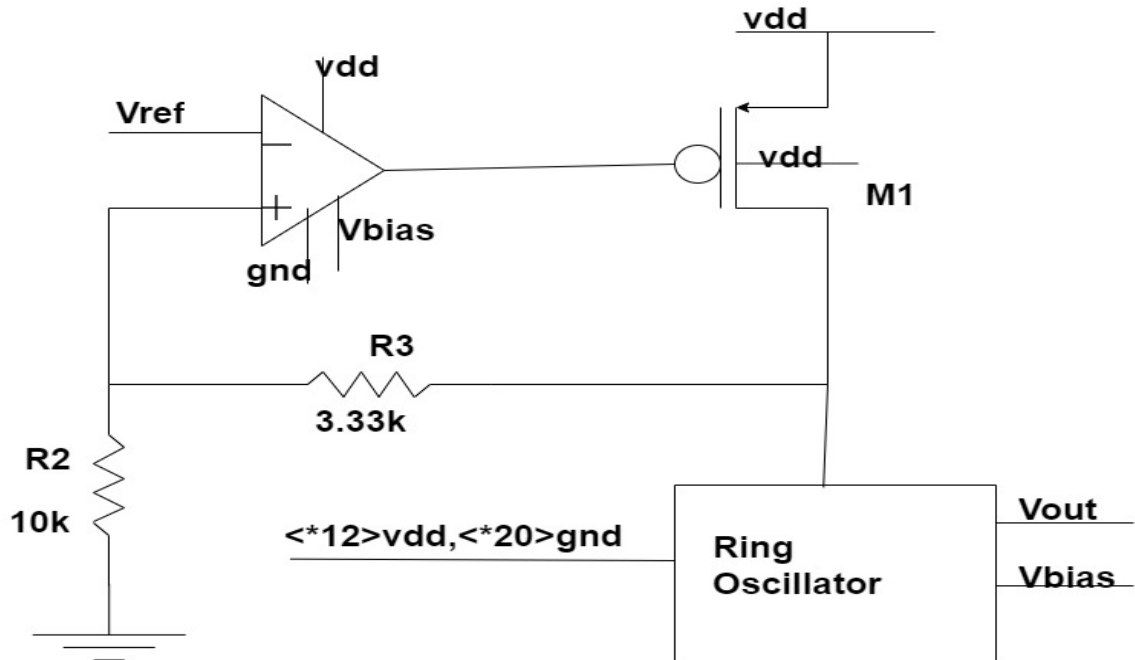 vdd
vdd
Vref
vdd
M1
Vbias
gnd
R3
3.33k
R2
10k
<*12>vdd,<*20>gnd
Vout
Ring
Oscillator
Vbias